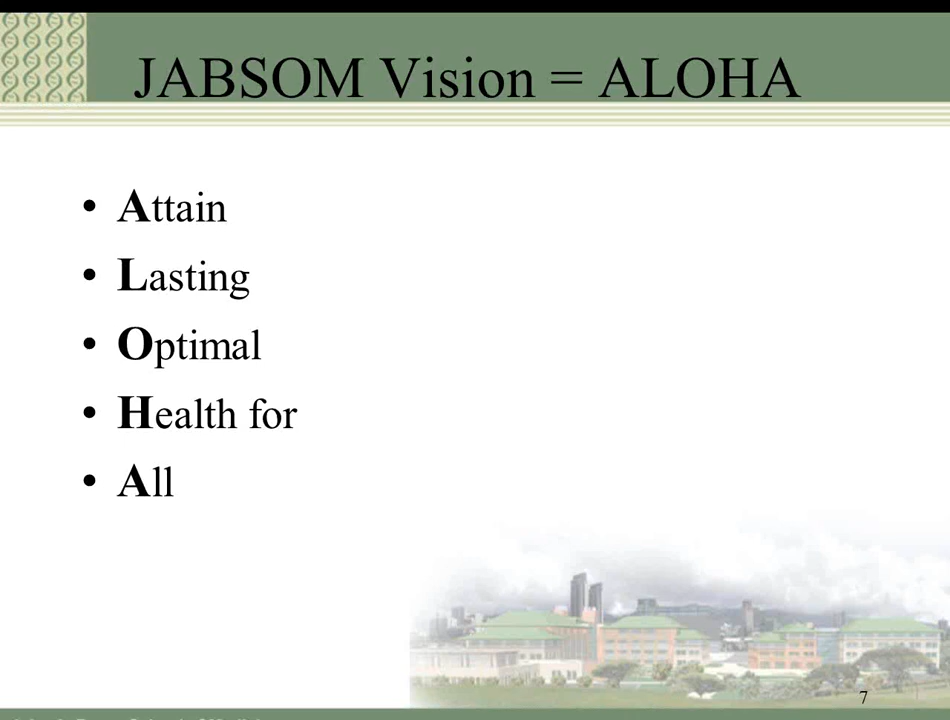 JABSOM Vision = ALOHA
• Attain
• Lasting
• Optimal
• Health for
• All
7